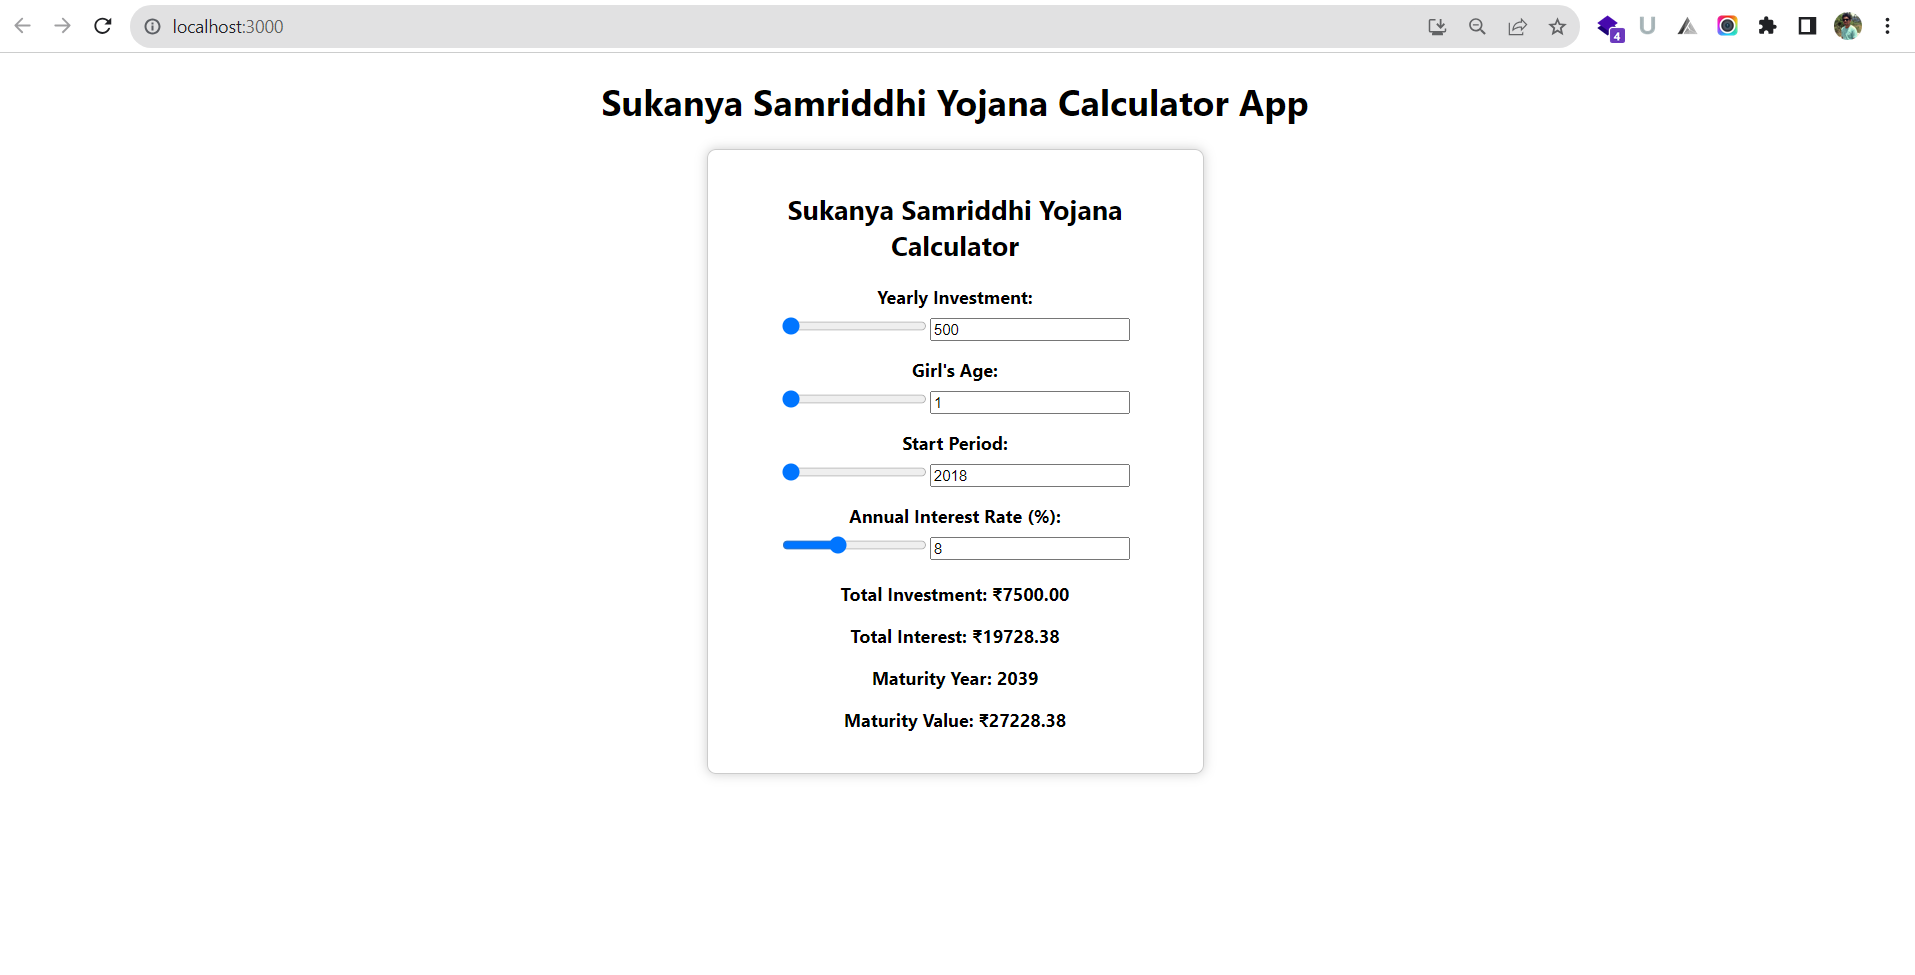 localhost:3000
4
Sukanya Samriddhi Yojana Calculator App
Sukanya Samriddhi Yojana
Calculator
Yearly Investment:
500
Girl's Age:
1
Start Period:
2018
Annual Interest Rate (%):
8
Total Investment: ₹7500.00
Total Interest: ₹19728.38
Maturity Year: 2039
Maturity Value: ₹27228.38